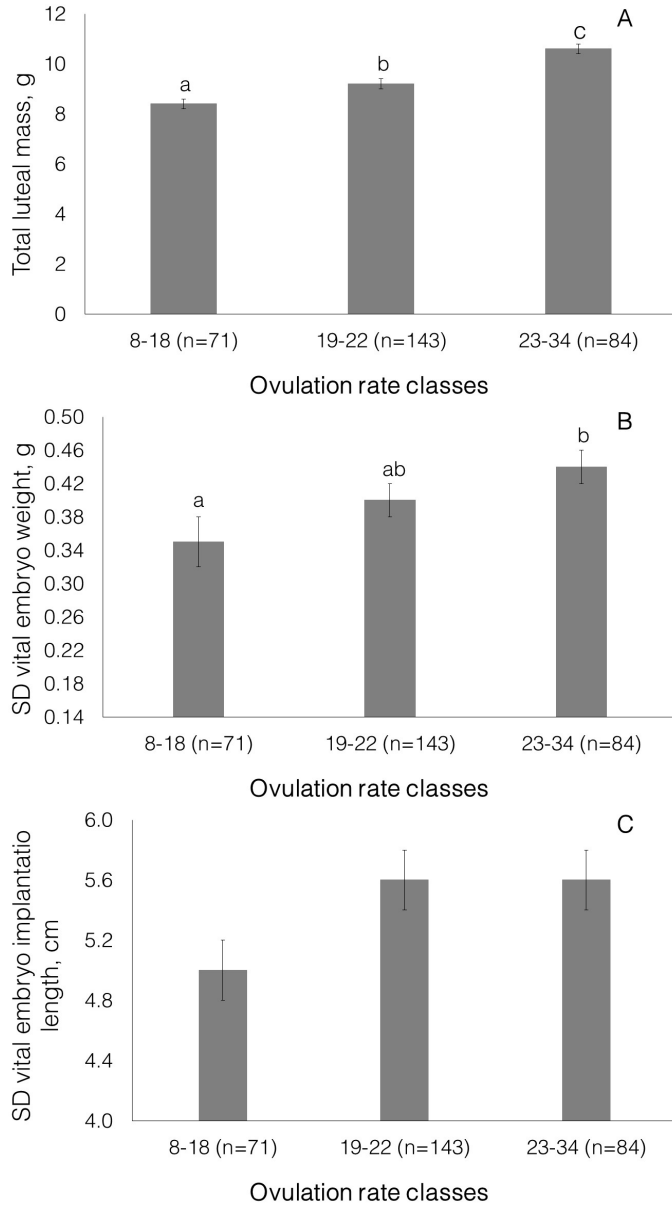 A
Total luteal mass, g
12
10
8
6
4
2
0
a
b
c
8-18 (n=71)
19-22 (n=143)
23-34 (n=84)
Ovulation rate classes
B
SD vital embryo weight, g
0.50
0.46
0.42
0.38
0.34
0.30
0.26
0.22
0.18
0.14
a
ab
b
8-18 (n=71)
19-22 (n=143)
23-34 (n=84)
Ovulation rate classes
C
SD vital embryo implantatio
length, cm
6.0
5.6
5.2
4.8
4.4
4.0
8-18 (n=71)
19-22 (n=143)
23-34 (n=84)
Ovulation rate classes